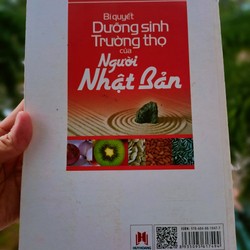 Bí quyết
Dưỡng sinh
Trường thọ
của
Người
Nhật Bản